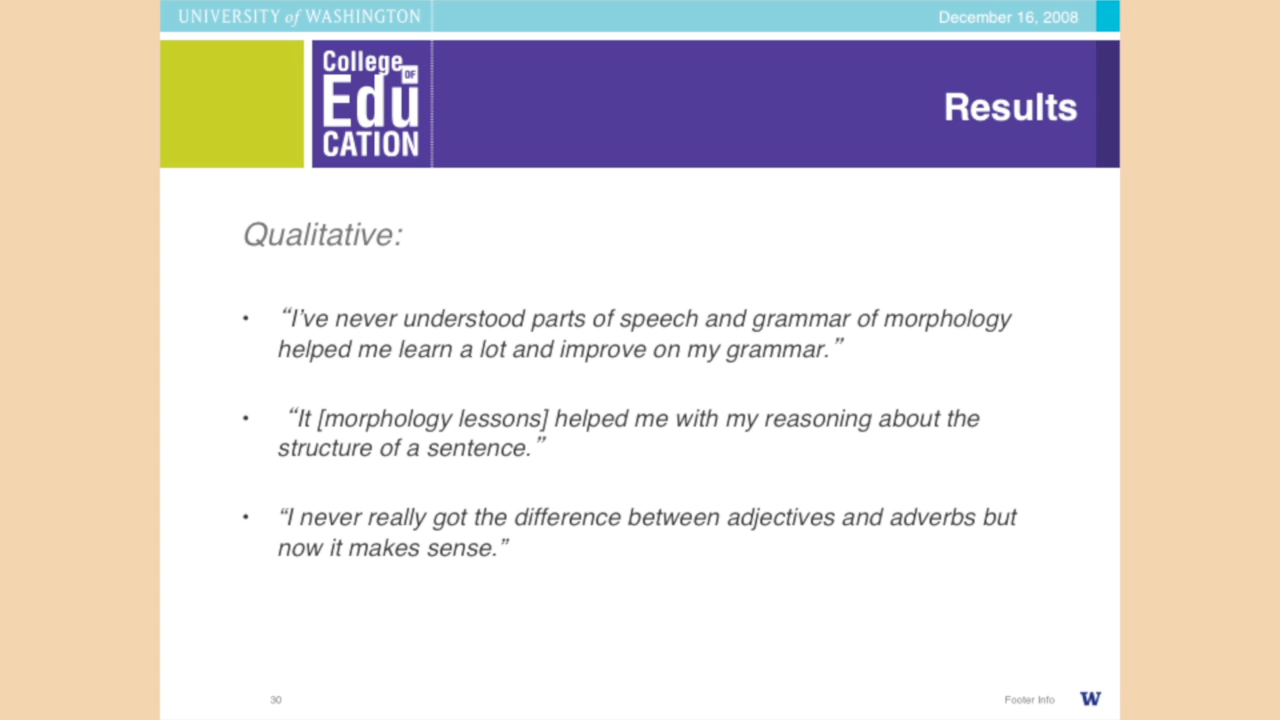 UNIVERSITY of WASHINGTON
December 16, 2008
College
OF
Edu
CATION
Results
Qualitative:
• “I’ve never understood parts of speech and grammar of morphology
helped me learn a lot and improve on my grammar.”
• “It [morphology lessons] helped me with my reasoning about the
structure of a sentence.”
• “I never really got the difference between adjectives and adverbs but
now it makes sense.”
30
Footer Info
W